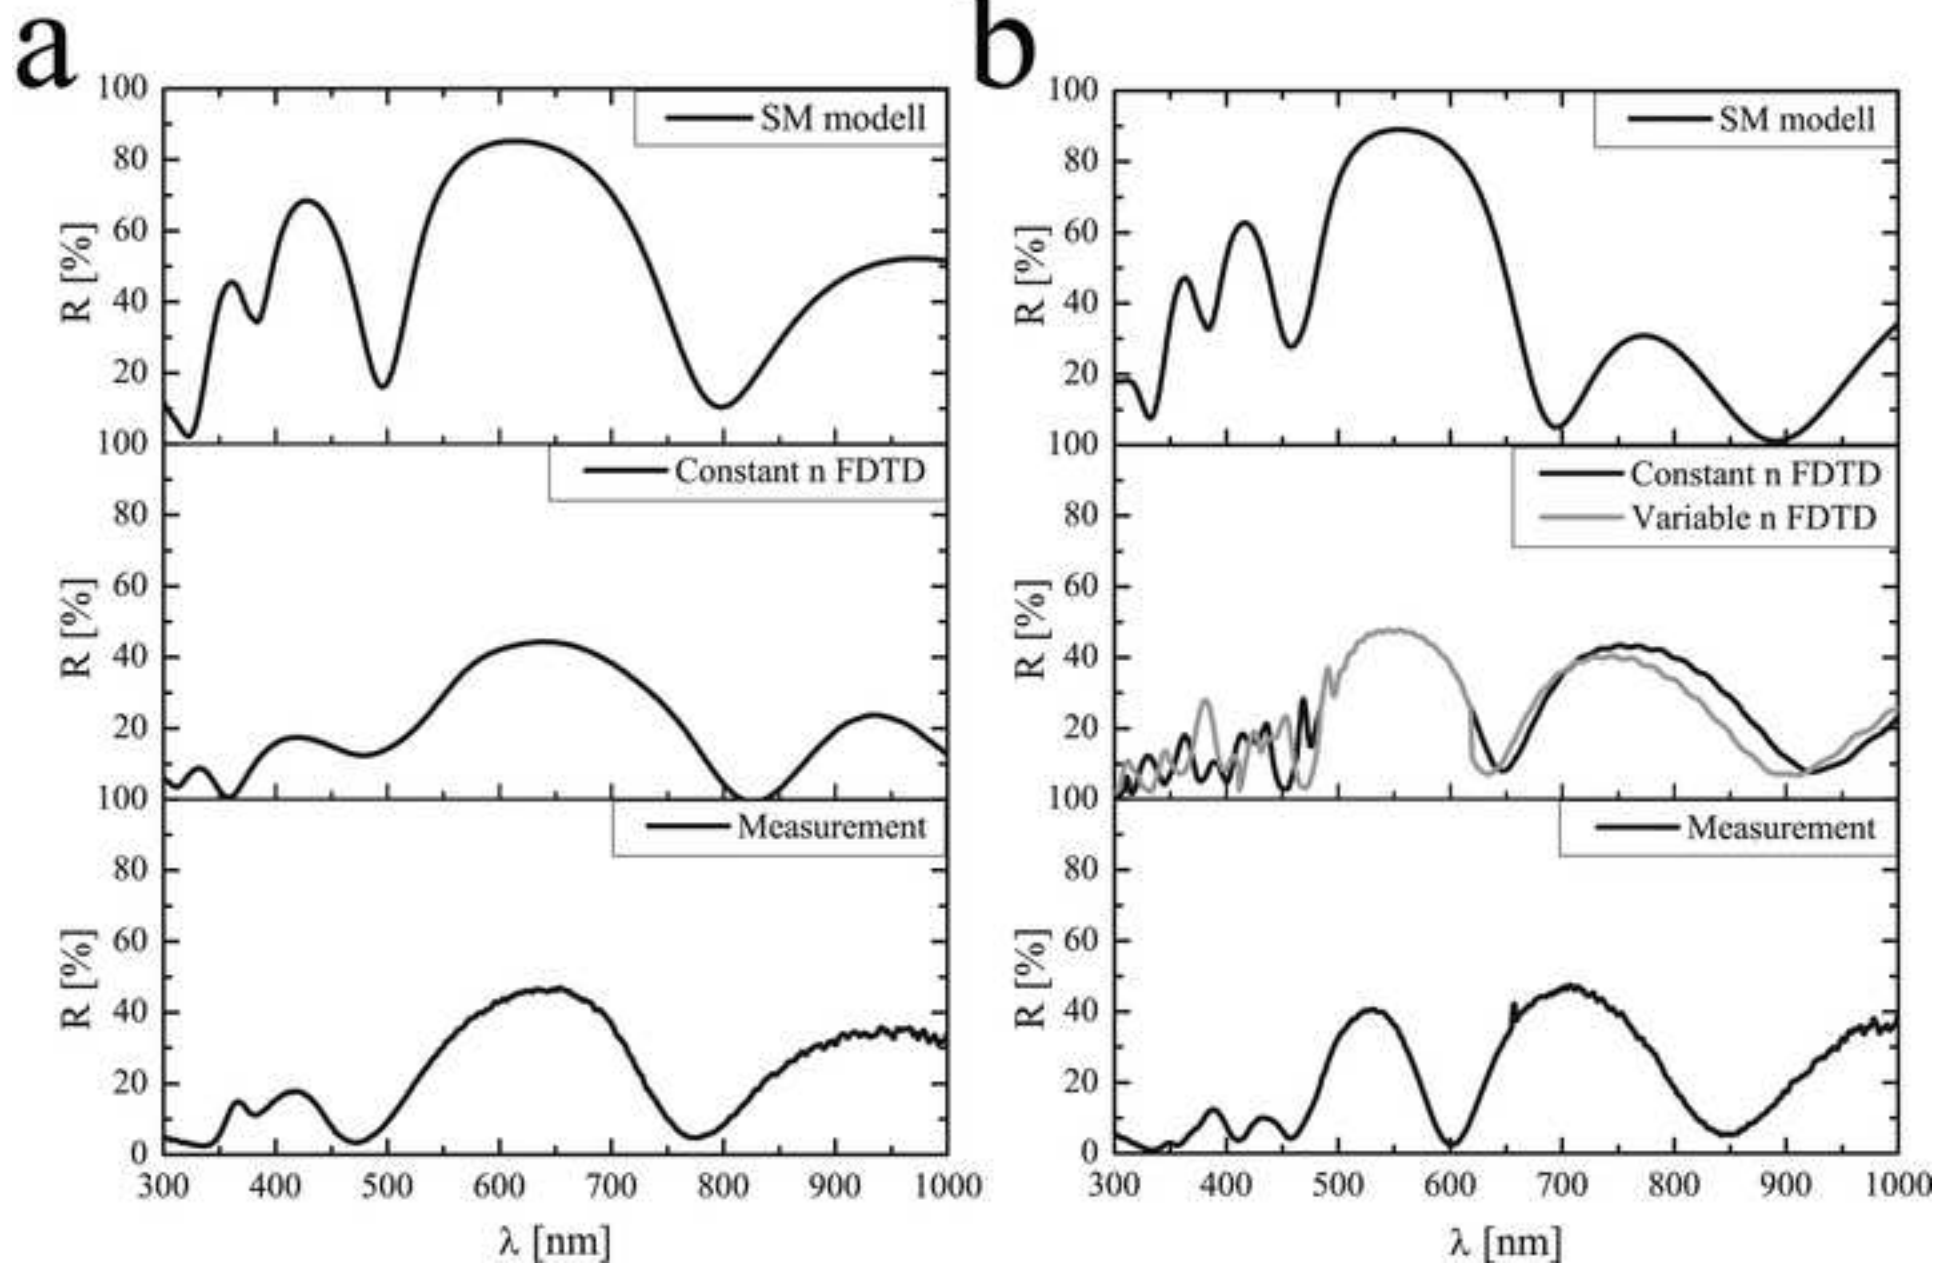 a
100
SM modell
80
60
40
20
R [%]
100
Constant n FDTD
80
60
40
20
R [%]
100
Measurement
80
60
40
20
0
R [%]
300 400 500 600 700 800 900 1000
λ [nm]
b
100
SM modell
80
60
40
20
R [%]
100
Constant n FDTD
Variable n FDTD
80
60
40
20
R [%]
100
Measurement
80
60
40
20
0
R [%]
300 400 500 600 700 800 900 1000
λ [nm]